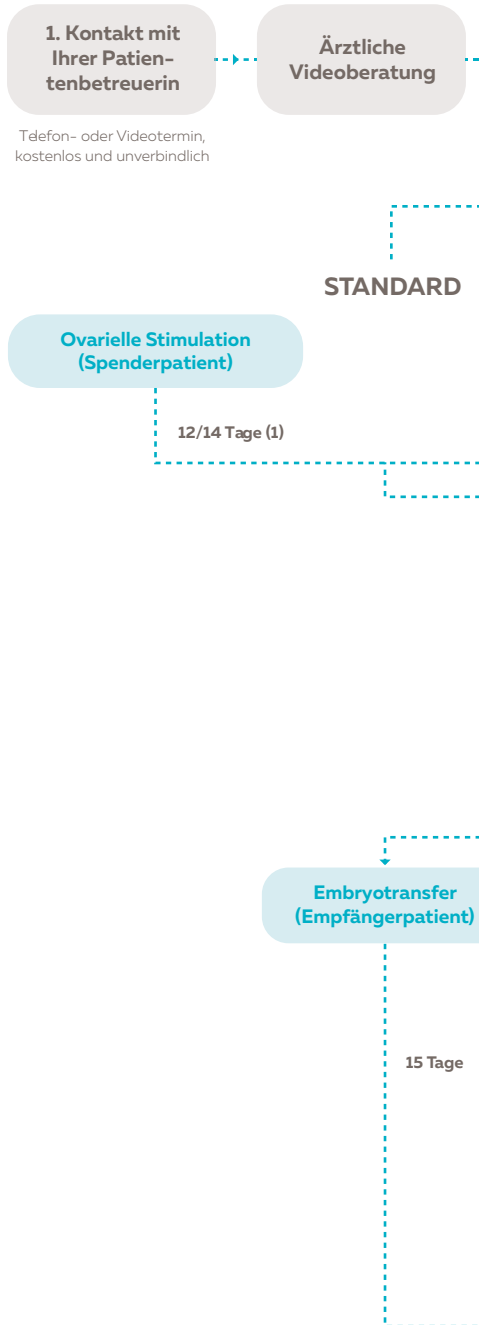 1. Kontakt mit
Ihrer Patien-
tenbetreuerin
Ärztliche
Videoberatung
Telefon- oder Videotermin,
kostenlos und unverbindlich
STANDARD
Ovarielle Stimulation
(Spenderpatient)
12/14 Tage (1)
Embryotransfer
(Empfängerpatient)
15 Tage